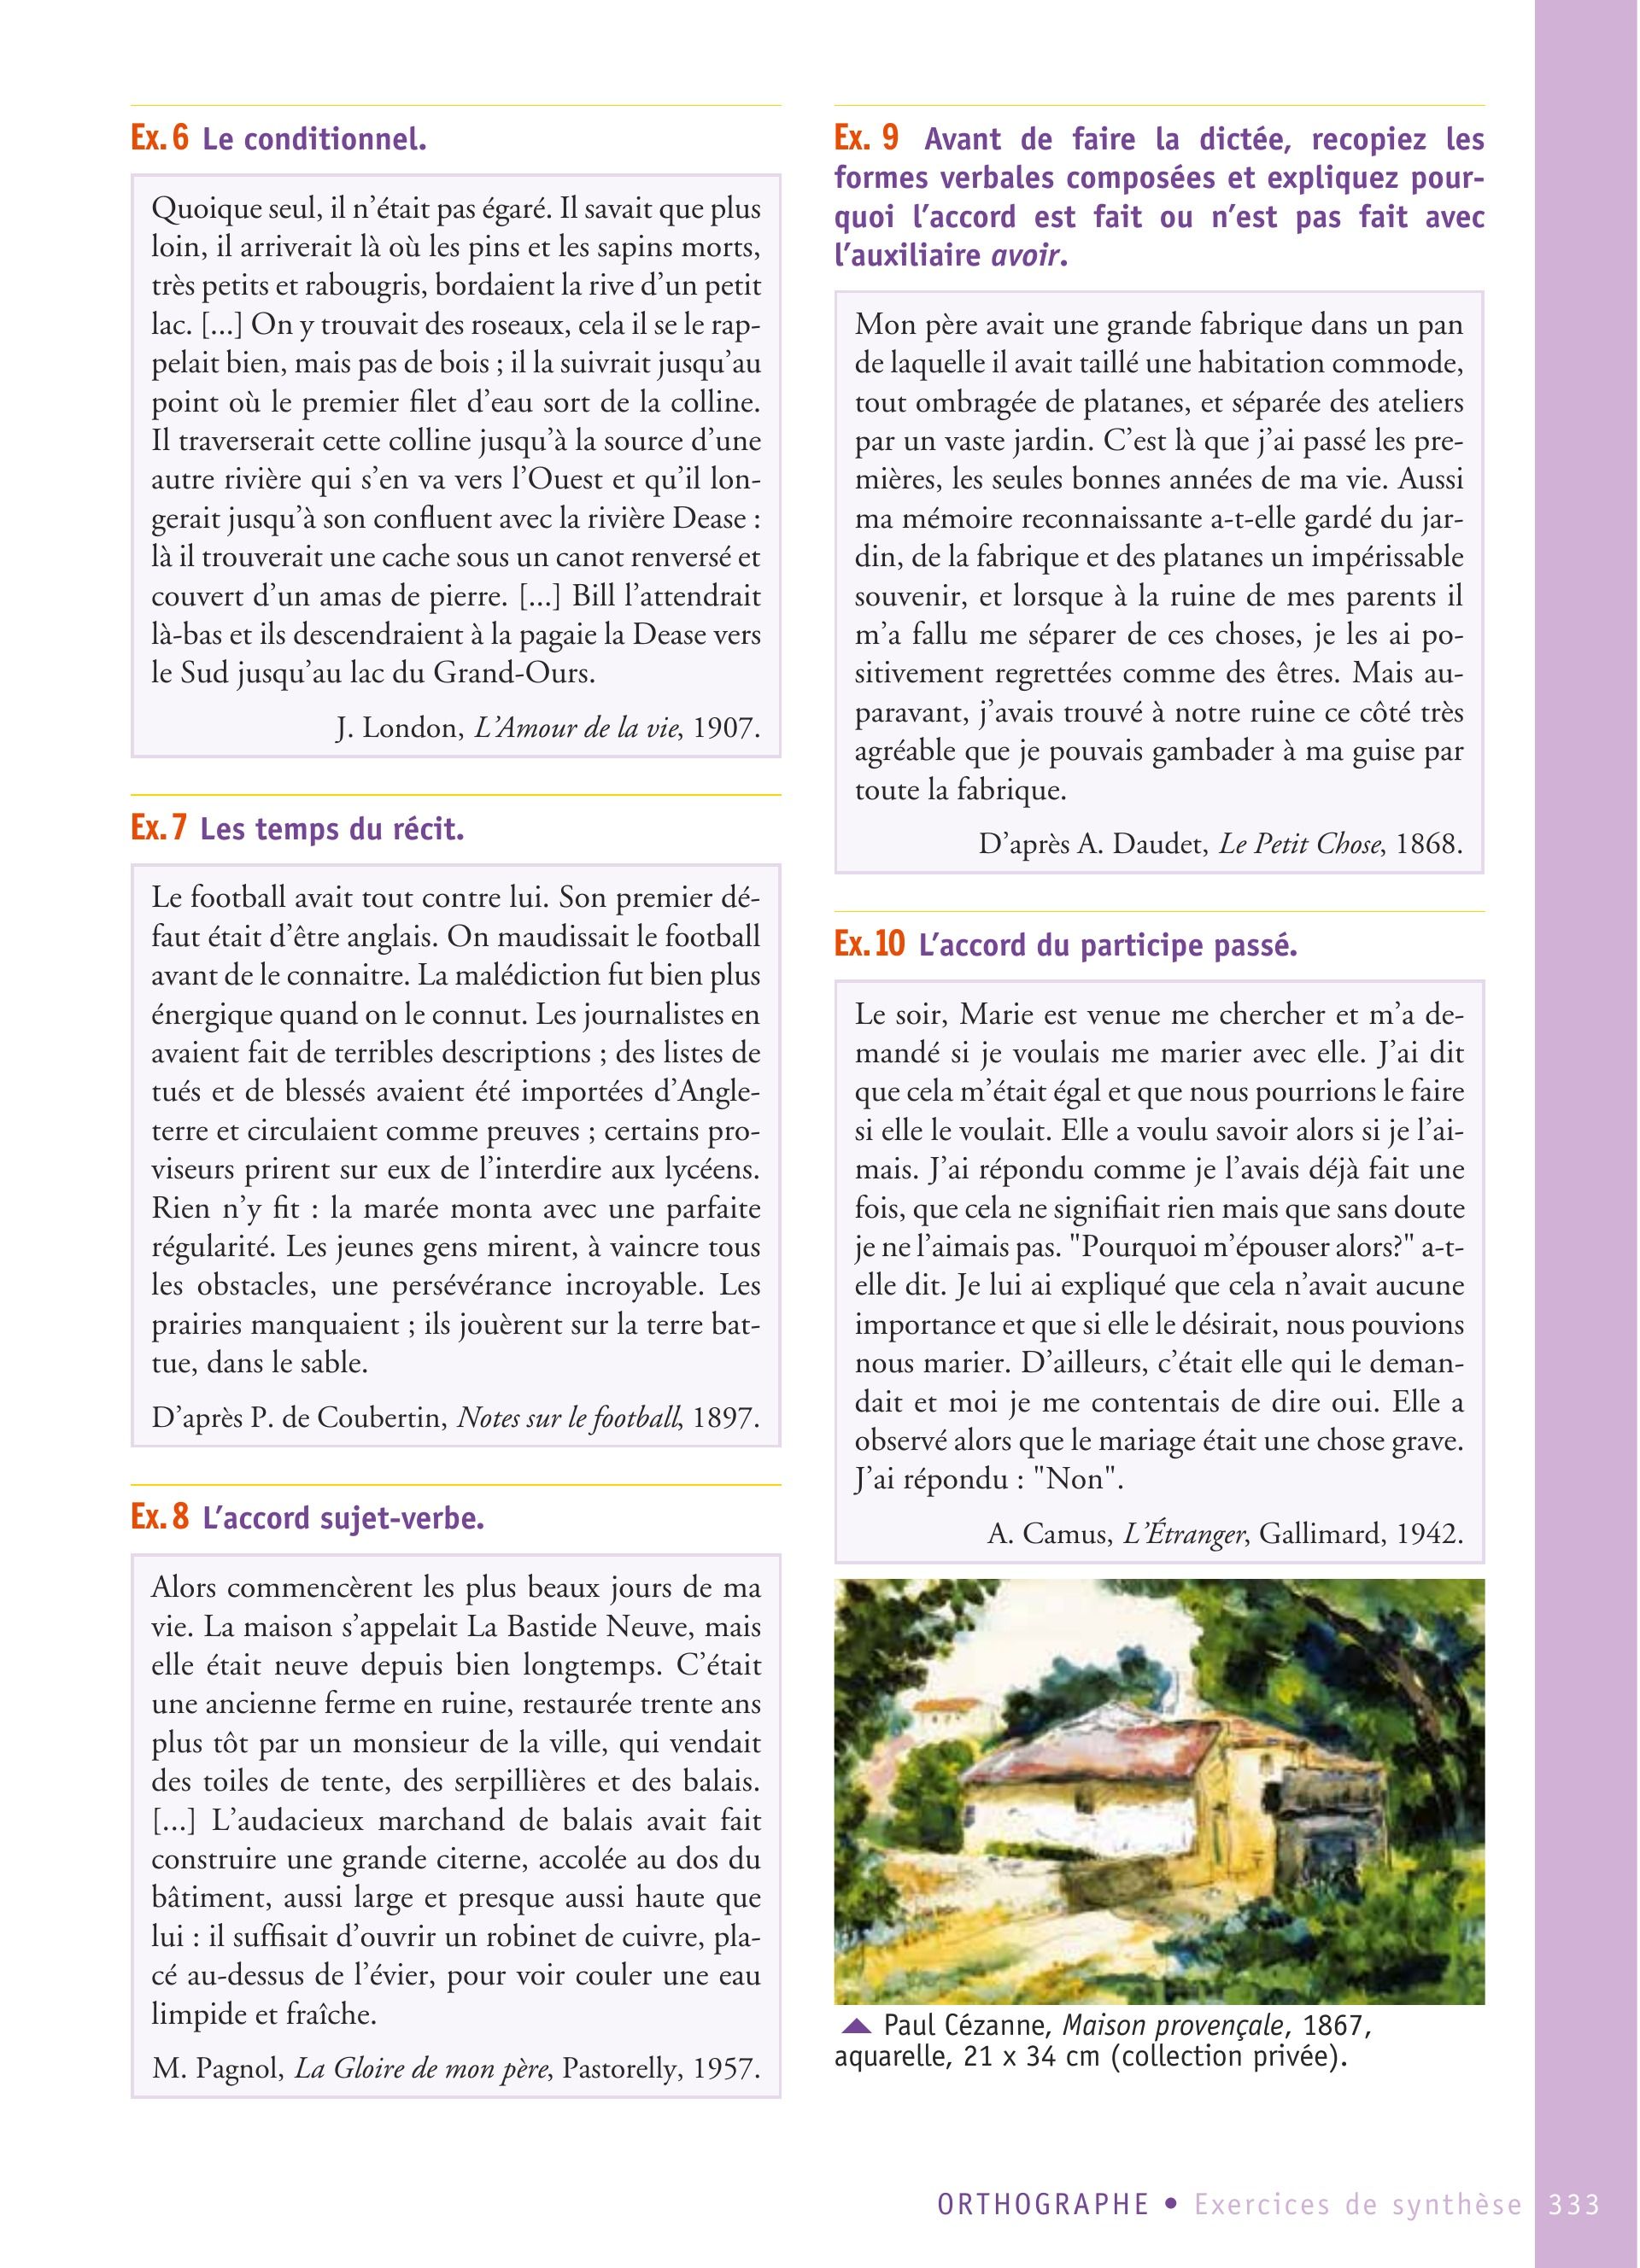 Ex. 6 Le conditionnel.
Quoique seul, il n’était pas égaré. Il savait que plus
loin, il arriverait là où les pins et les sapins morts,
très petits et rabougris, bordaient la rive d’un petit
lac. [...] On y trouvait des roseaux, cela il se le rap-
pelait bien, mais pas de bois ; il la suivrait jusqu’au
point où le premier filet d’eau sort de la colline.
Il traverserait cette colline jusqu’à la source d’une
autre rivière qui s’en va vers l’Ouest et qu’il lon-
gerait jusqu’à son confluent avec la rivière Dease :
là il trouverait une cache sous un canot renversé et
couvert d’un amas de pierre. [...] Bill l’attendrait
là-bas et ils descendraient à la pagaie la Dease vers
le Sud jusqu’au lac du Grand-Ours.
J. London, L’Amour de la vie, 1907.
Ex. 7 Les temps du récit.
Le football avait tout contre lui. Son premier dé-
faut était d’être anglais. On maudissait le football
avant de le connaitre. La malédiction fut bien plus
énergique quand on le connut. Les journalistes en
avaient fait de terribles descriptions ; des listes de
tués et de blessés avaient été importées d’Angle-
terre et circulaient comme preuves ; certains pro-
viseurs prirent sur eux de l’interdire aux lycéens.
Rien n’y fit : la marée monta avec une parfaite
régularité. Les jeunes gens mirent, à vaincre tous
les obstacles, une persévérance incroyable. Les
prairies manquaient ; ils jouèrent sur la terre bat-
tue, dans le sable.
D’après P. de Coubertin, Notes sur le football, 1897.
Ex. 8 L’accord sujet-verbe.
Alors commencèrent les plus beaux jours de ma
vie. La maison s’appelait La Bastide Neuve, mais
elle était neuve depuis bien longtemps. C’était
une ancienne ferme en ruine, restaurée trente ans
plus tôt par un monsieur de la ville, qui vendait
des toiles de tente, des serpillières et des balais.
[...] L’audacieux marchand de balais avait fait
construire une grande citerne, accolée au dos du
bâtiment, aussi large et presque aussi haute que
lui : il suffisait d’ouvrir un robinet de cuivre, pla-
cé au-dessus de l’évier, pour voir couler une eau
limpide et fraîche.
M. Pagnol, La Gloire de mon père, Pastorelly, 1957.
Ex. 9 Avant de faire la dictée, recopiez les
formes verbales composées et expliquez pour-
quoi l’accord est fait ou n’est pas fait avec
l’auxiliaire avoir.
Mon père avait une grande fabrique dans un pan
de laquelle il avait taillé une habitation commode,
tout ombragée de platanes, et séparée des ateliers
par un vaste jardin. C’est là que j’ai passé les pre-
mières, les seules bonnes années de ma vie. Aussi
ma mémoire reconnaissante a-t-elle gardé du jar-
din, de la fabrique et des platanes un impérissable
souvenir, et lorsque à la ruine de mes parents il
m’a fallu me séparer de ces choses, je les ai po-
sitivement regrettées comme des êtres. Mais au-
paravant, j’avais trouvé à notre ruine ce côté très
agréable que je pouvais gambader à ma guise par
toute la fabrique.
D’après A. Daudet, Le Petit Chose, 1868.
Ex. 10 L’accord du participe passé.
Le soir, Marie est venue me chercher et m’a de-
mandé si je voulais me marier avec elle. J’ai dit
que cela m’était égal et que nous pourrions le faire
si elle le voulait. Elle a voulu savoir alors si je l’ai-
mais. J’ai répondu comme je l’avais déjà fait une
fois, que cela ne signifiait rien mais que sans doute
je ne l’aimais pas. "Pourquoi m’épouser alors?" a-t-
elle dit. Je lui ai expliqué que cela n’avait aucune
importance et que si elle le désirait, nous pouvions
nous marier. D’ailleurs, c’était elle qui le deman-
dait et moi je me contentais de dire oui. Elle a
observé alors que le mariage était une chose grave.
J’ai répondu : "Non".
A. Camus, L’Étranger, Gallimard, 1942.
Paul Cézanne, Maison provençale, 1867,
aquarelle, 21 x 34 cm (collection privée).
ORTHOGRAPHE • Exercices de synthèse 333